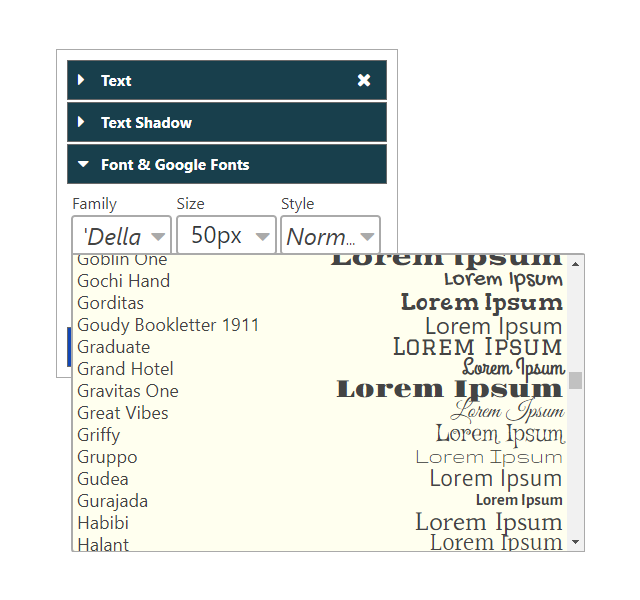 Text
Text Shadow
Font & Google Fonts
Family Size Style
'Della 50px Norm...
Goblin One Lorem Ipsum
Gochi Hand Lorem Ipsum
Gorditas Lorem Ipsum
Goudy Bookletter 1911 Lorem Ipsum
Graduate Lorem Ipsum
Grand Hotel Lorem Ipsum
Gravitas One Lorem Ipsum
Great Vibes Lorem Ipsum
Griffy Lorem Ipsum
Gruppo Lorem Ipsum
Gudea Lorem Ipsum
Gurajada Lorem Ipsum
Habibi Lorem Ipsum
Halant Lorem Ipsum